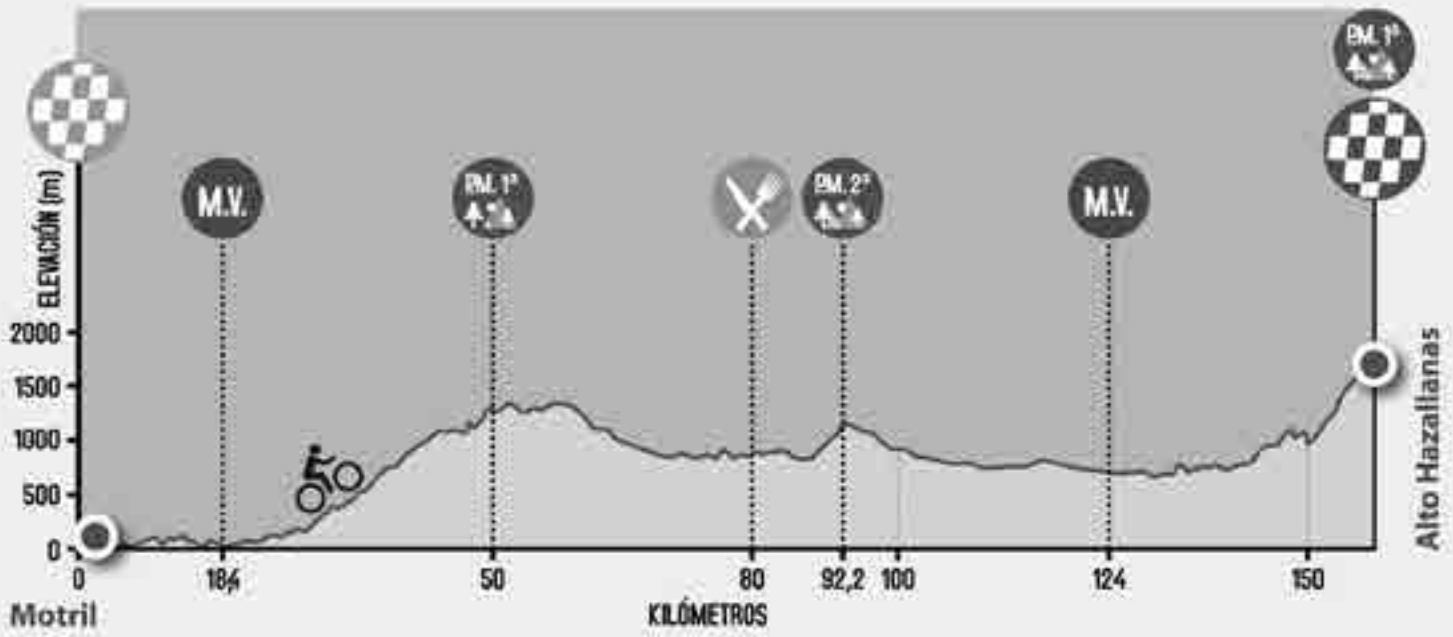 P.M. 1ª
M.V.
P.M. 1ª
P.M. 2ª
M.V.
ELEVACIÓN (m)
2000
1500
1000
500
0
0
18,4
50
80
92,2
100
124
150
Motril
KILÓMETROS
Alto Hazallanas